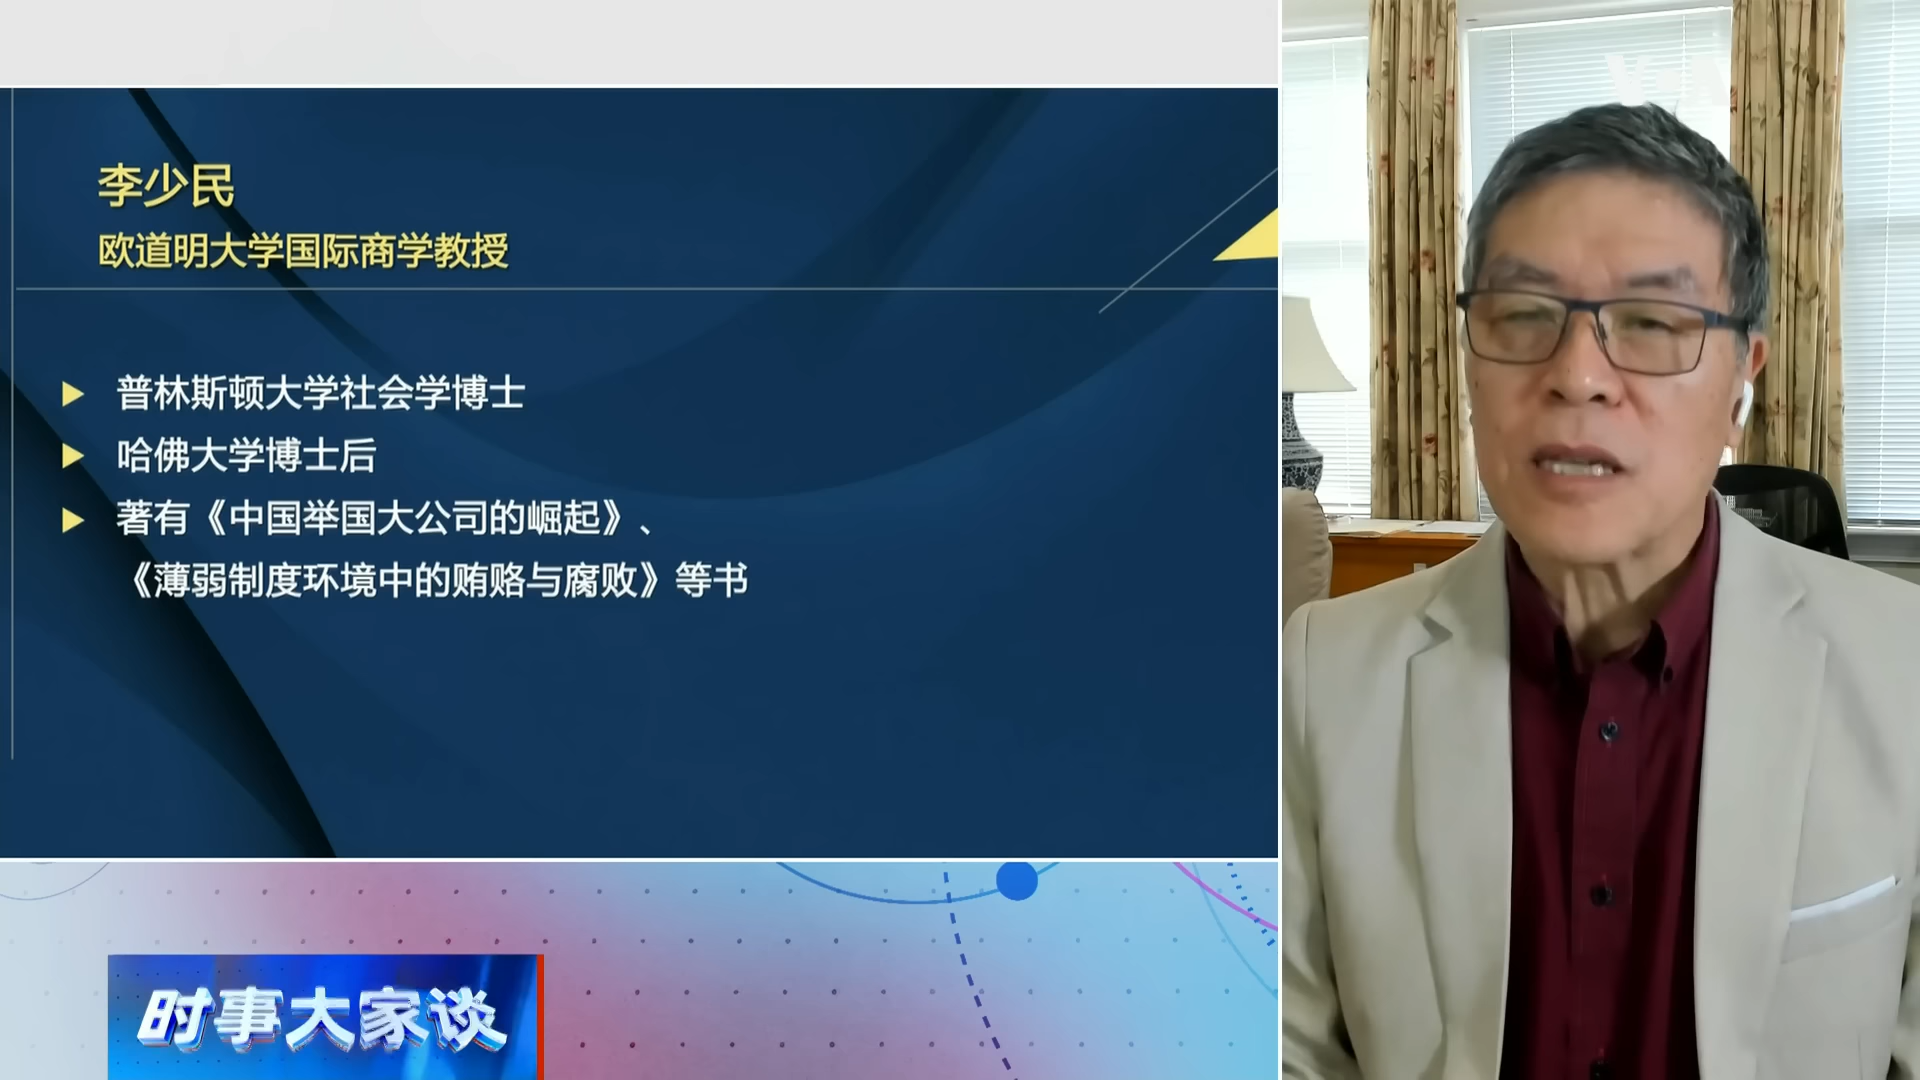 VOA
李少民
欧道明大学国际商学教授
普林斯顿大学社会学博士
哈佛大学博士后
著有《中国举国大公司的崛起》、
《薄弱制度环境中的贿赂与腐败》等书
时事大家谈